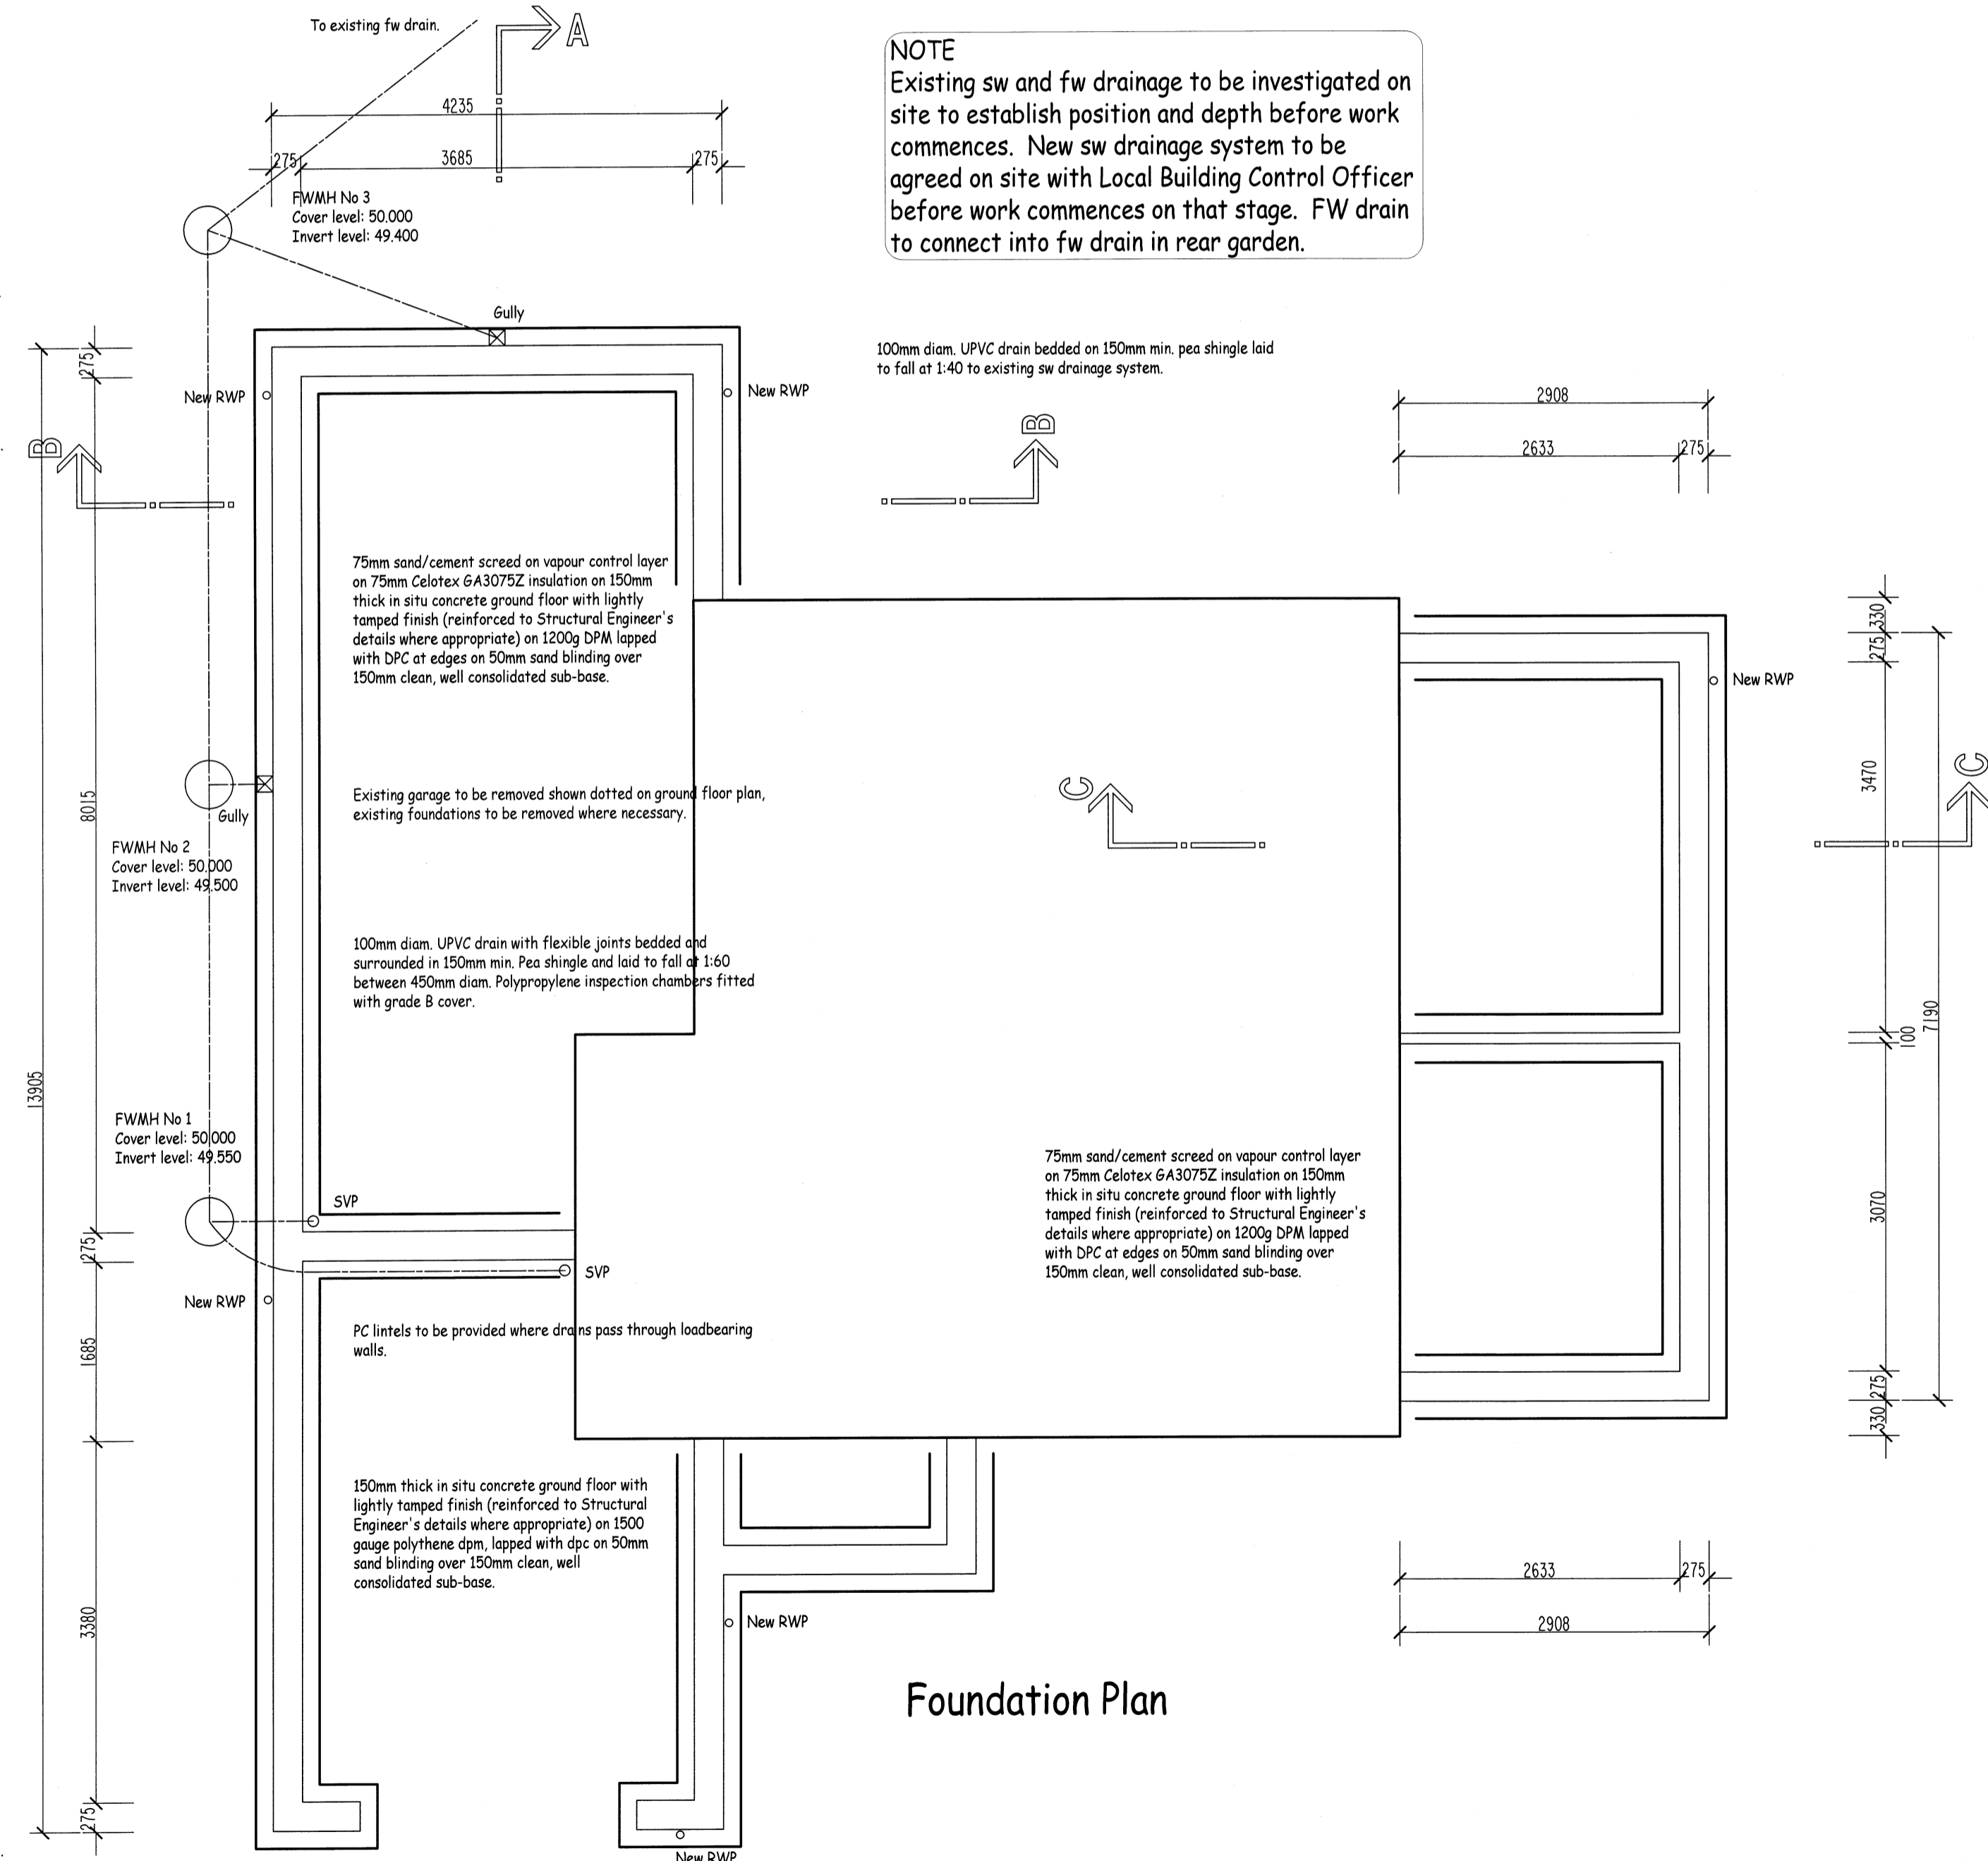 To existing fw drain.
A
4235
275
3685
275
FWMH No 3
Cover level: 50.000
Invert level: 49.400
NOTE
Existing sw and fw drainage to be investigated on
site to establish position and depth before work
commences.  New sw drainage system to be
agreed on site with Local Building Control Officer
before work commences on that stage.  FW drain
to connect into fw drain in rear garden.
Gully
100mm diam. UPVC drain bedded on 150mm min. pea shingle laid
to fall at 1:40 to existing sw drainage system.
275
New RWP
New RWP
B
B
2908
2633
275
75mm sand/cement screed on vapour control layer
on 75mm Celotex GA3075Z insulation on 150mm
thick in situ concrete ground floor with lightly
tamped finish (reinforced to Structural Engineer's
details where appropriate) on 1200g DPM lapped
with DPC at edges on 50mm sand blinding over
150mm clean, well consolidated sub-base.
330
275
New RWP
8015
Gully
Existing garage to be removed shown dotted on ground floor plan,
existing foundations to be removed where necessary.
C
3470
C
FWMH No 2
Cover level: 50.000
Invert level: 49.500
100mm diam. UPVC drain with flexible joints bedded and
surrounded in 150mm min. Pea shingle and laid to fall at 1:60
between 450mm diam. Polypropylene inspection chambers fitted
with grade B cover.
100
7190
13905
FWMH No 1
Cover level: 50.000
Invert level: 49.550
SVP
75mm sand/cement screed on vapour control layer
on 75mm Celotex GA3075Z insulation on 150mm
thick in situ concrete ground floor with lightly
tamped finish (reinforced to Structural Engineer's
details where appropriate) on 1200g DPM lapped
with DPC at edges on 50mm sand blinding over
150mm clean, well consolidated sub-base.
3070
275
SVP
New RWP
PC lintels to be provided where drains pass through loadbearing
walls.
1685
275
330
150mm thick in situ concrete ground floor with
lightly tamped finish (reinforced to Structural
Engineer's details where appropriate) on 1500
gauge polythene dpm, lapped with dpc on 50mm
sand blinding over 150mm clean, well
consolidated sub-base.
2633
275
2908
3380
New RWP
Foundation Plan
275
New RWP